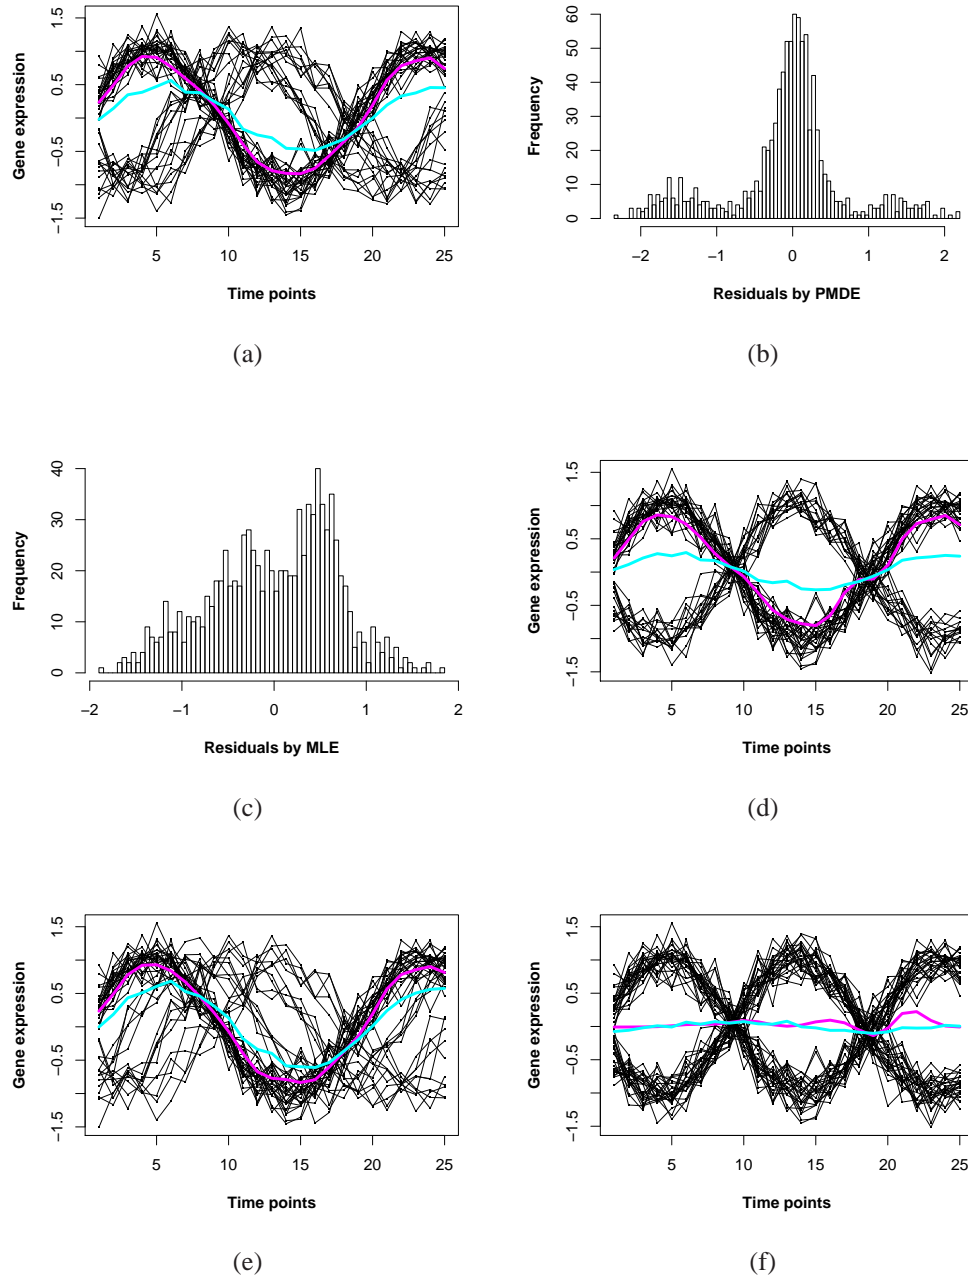 1.5
0.5
−0.5
−1.5
Gene expression
5 10 15 20 25
Time points
(a)
60
50
40
30
20
10
0
Frequency
−2 −1 0 1 2
Residuals by PMDE
(b)
40
30
20
10
0
Frequency
−2 −1 0 1 2
Residuals by MLE
(c)
1.5
0.5
−0.5
−1.5
Gene expression
5 10 15 20 25
Time points
(d)
1.5
0.5
−0.5
−1.5
Gene expression
5 10 15 20 25
Time points
(e)
1.5
0.5
−0.5
−1.5
Gene expression
5 10 15 20 25
Time points
(f)